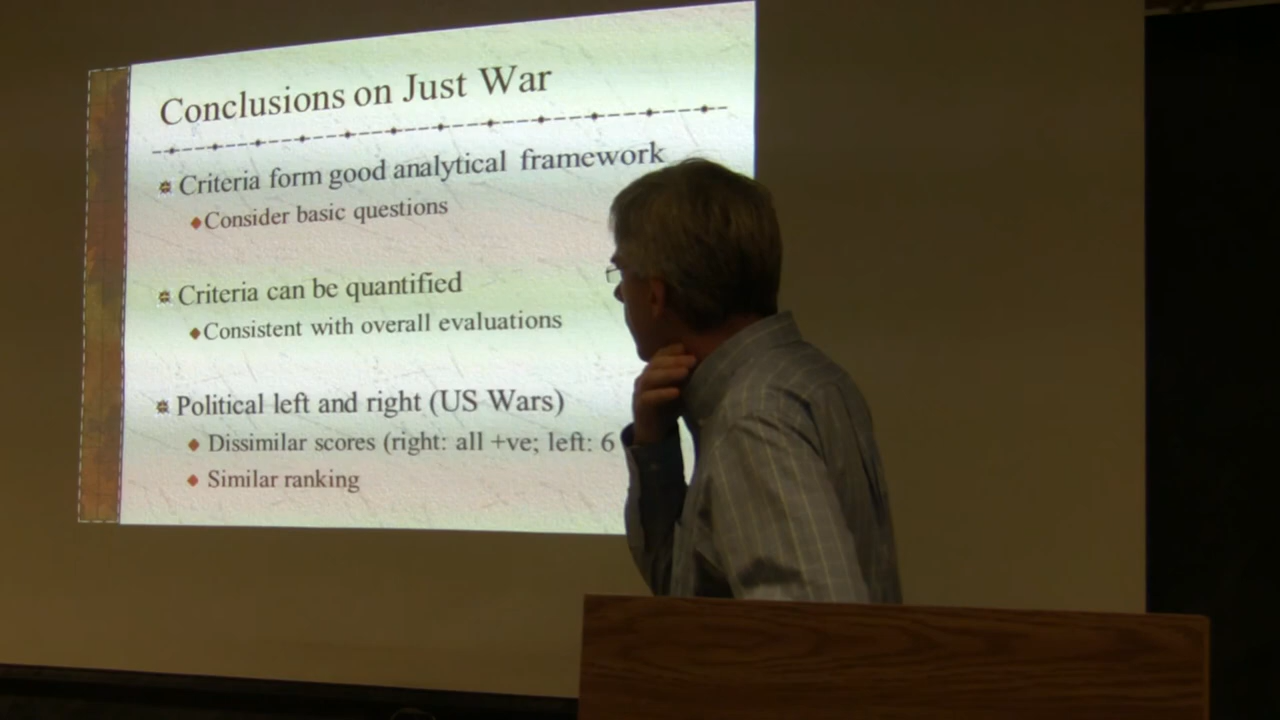 Conclusions on Just War
Criteria form good analytical framework
Consider basic questions
Criteria can be quantified
Consistent with overall evaluations
Political left and right (US Wars)
Dissimilar scores (right: all +ve; left: 6
Similar ranking